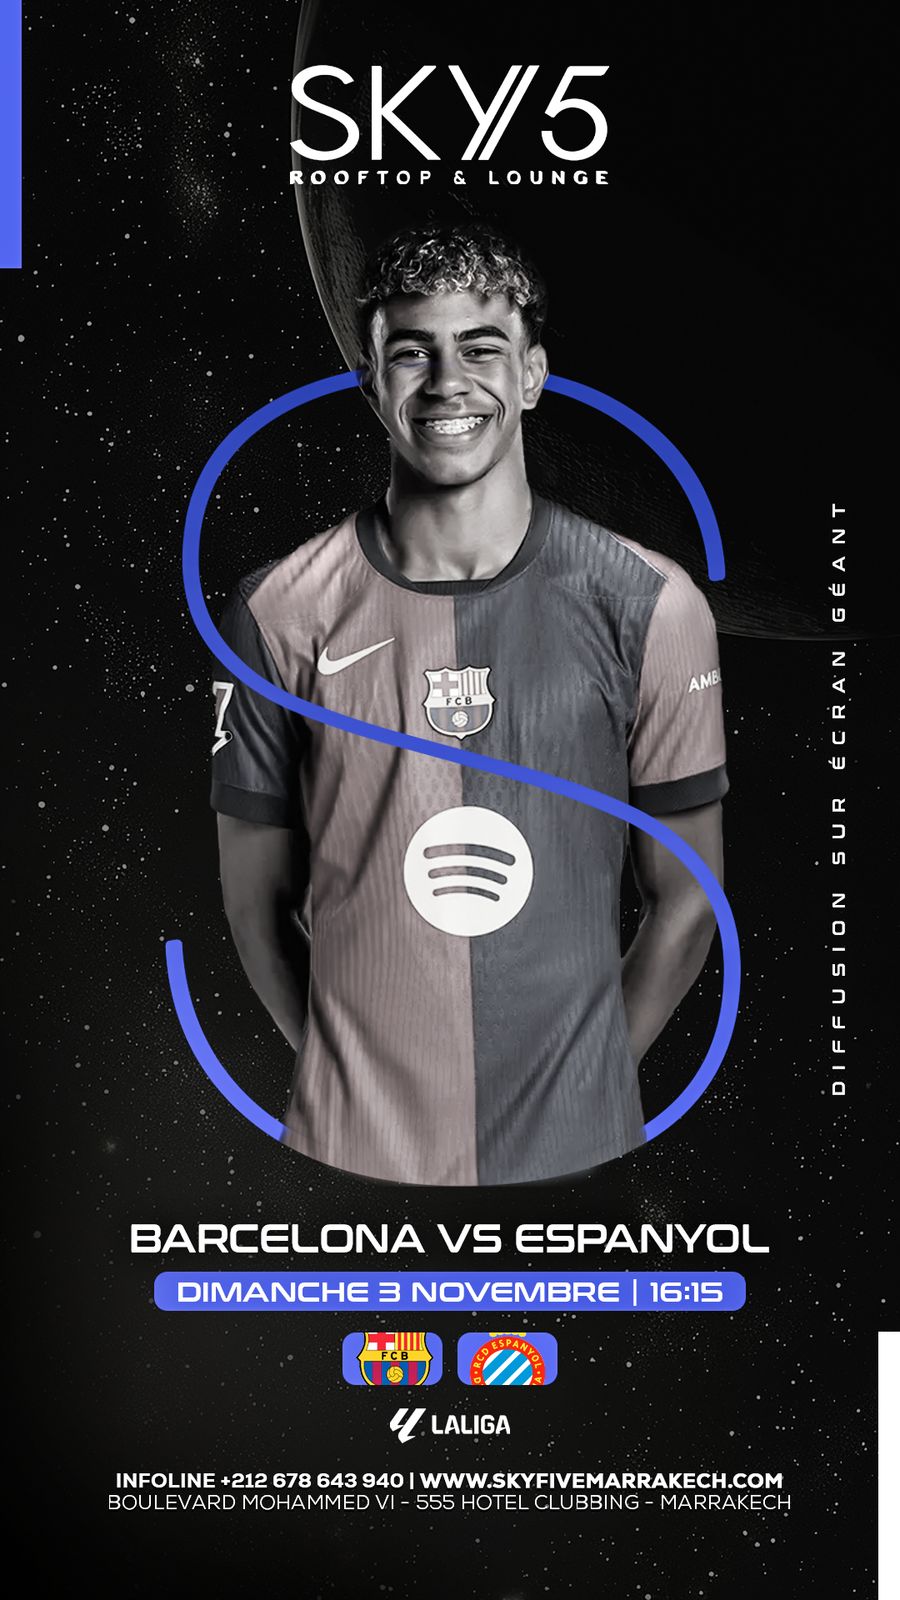 SKY5
ROOFTOP & LOUNGE
FCB
DIFFUSION SUR ÉCRAN GÉANT
BARCELONA VS ESPANYOL
DIMANCHE 3 NOVEMBRE | 16:15
FCB
RCD ESPANYOL
LALIGA
INFOLINE +212 678 643 940 | WWW.SKYFIVEMARRAKECH.COM
BOULEVARD MOHAMMED VI - 555 HOTEL CLUBBING - MARRAKECH